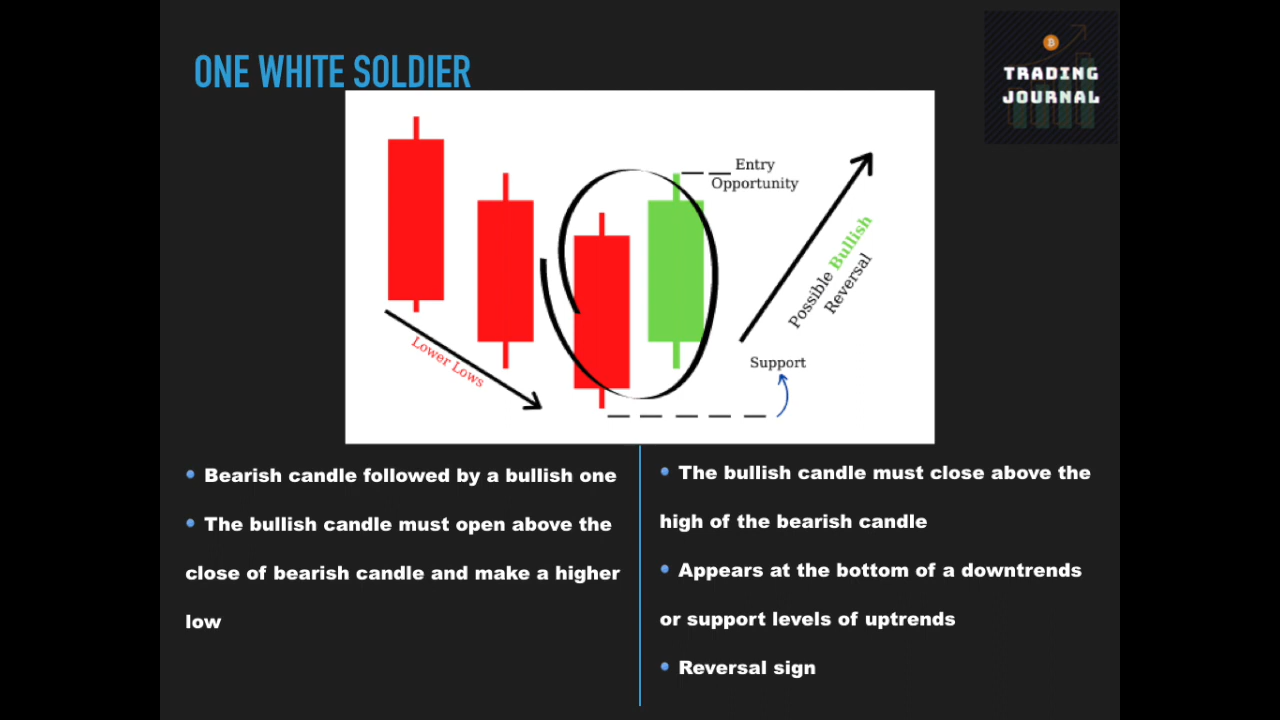 ONE WHITE SOLDIER
TRADING
JOURNAL
Entry
Opportunity
Possible Bullish
Reversal
Lower Lows
Support
• Bearish candle followed by a bullish one
• The bullish candle must open above the
close of bearish candle and make a higher
low
• The bullish candle must close above the
high of the bearish candle
• Appears at the bottom of a downtrends
or support levels of uptrends
• Reversal sign